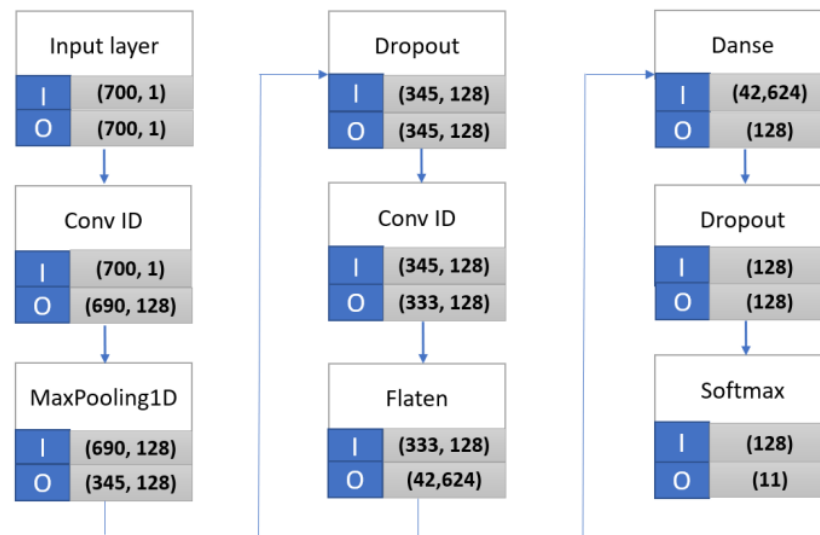 Input layer
I (700, 1)
O (700, 1)
Conv ID
I (700, 1)
O (690, 128)
MaxPooling1D
I (690, 128)
O (345, 128)
Dropout
I (345, 128)
O (345, 128)
Conv ID
I (345, 128)
O (333, 128)
Flaten
I (333, 128)
O (42,624)
Danse
I (42,624)
O (128)
Dropout
I (128)
O (128)
Softmax
I (128)
O (11)